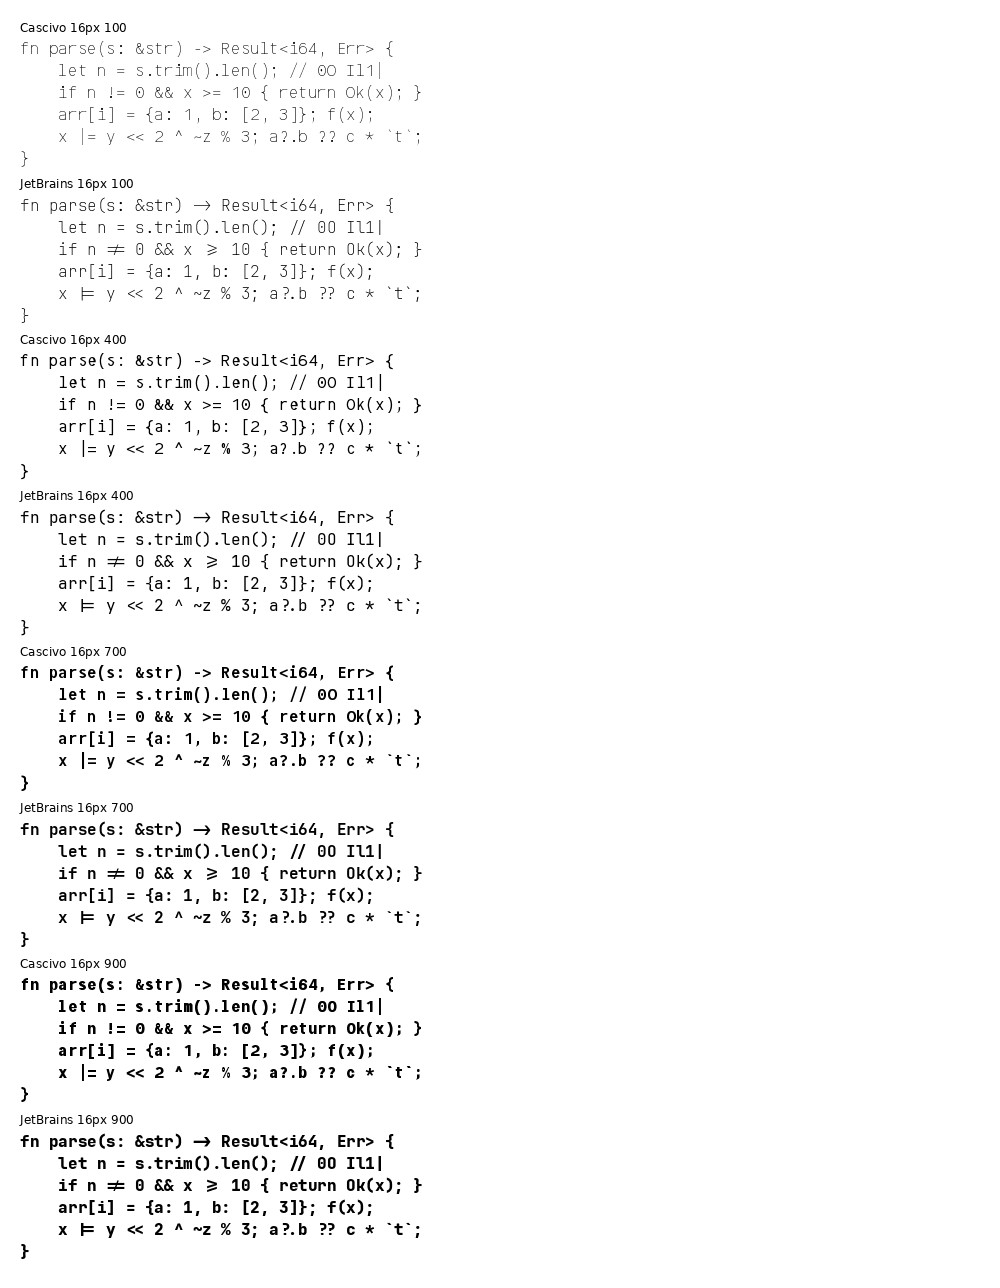 Cascivo 16px 100
fn parse(s: &str) -> Result<i64, Err> {
    let n = s.trim().len(); // 0O Il1|
    if n != 0 && x >= 10 { return Ok(x); }
    arr[i] = {a: 1, b: [2, 3]}; f(x);
    x |= y << 2 ^ ~z % 3; a?.b ?? c * `t`;
}
JetBrains 16px 100
fn parse(s: &str) -> Result<i64, Err> {
    let n = s.trim().len(); // 0O Il1|
    if n != 0 && x >= 10 { return Ok(x); }
    arr[i] = {a: 1, b: [2, 3]}; f(x);
    x |= y << 2 ^ ~z % 3; a?.b ?? c * `t`;
}
Cascivo 16px 400
fn parse(s: &str) -> Result<i64, Err> {
    let n = s.trim().len(); // 0O Il1|
    if n != 0 && x >= 10 { return Ok(x); }
    arr[i] = {a: 1, b: [2, 3]}; f(x);
    x |= y << 2 ^ ~z % 3; a?.b ?? c * `t`;
}
JetBrains 16px 400
fn parse(s: &str) -> Result<i64, Err> {
    let n = s.trim().len(); // 0O Il1|
    if n != 0 && x >= 10 { return Ok(x); }
    arr[i] = {a: 1, b: [2, 3]}; f(x);
    x |= y << 2 ^ ~z % 3; a?.b ?? c * `t`;
}
Cascivo 16px 700
fn parse(s: &str) -> Result<i64, Err> {
    let n = s.trim().len(); // 0O Il1|
    if n != 0 && x >= 10 { return Ok(x); }
    arr[i] = {a: 1, b: [2, 3]}; f(x);
    x |= y << 2 ^ ~z % 3; a?.b ?? c * `t`;
}
JetBrains 16px 700
fn parse(s: &str) -> Result<i64, Err> {
    let n = s.trim().len(); // 0O Il1|
    if n != 0 && x >= 10 { return Ok(x); }
    arr[i] = {a: 1, b: [2, 3]}; f(x);
    x |= y << 2 ^ ~z % 3; a?.b ?? c * `t`;
}
Cascivo 16px 900
fn parse(s: &str) -> Result<i64, Err> {
    let n = s.trim().len(); // 0O Il1|
    if n != 0 && x >= 10 { return Ok(x); }
    arr[i] = {a: 1, b: [2, 3]}; f(x);
    x |= y << 2 ^ ~z % 3; a?.b ?? c * `t`;
}
JetBrains 16px 900
fn parse(s: &str) -> Result<i64, Err> {
    let n = s.trim().len(); // 0O Il1|
    if n != 0 && x >= 10 { return Ok(x); }
    arr[i] = {a: 1, b: [2, 3]}; f(x);
    x |= y << 2 ^ ~z % 3; a?.b ?? c * `t`;
}